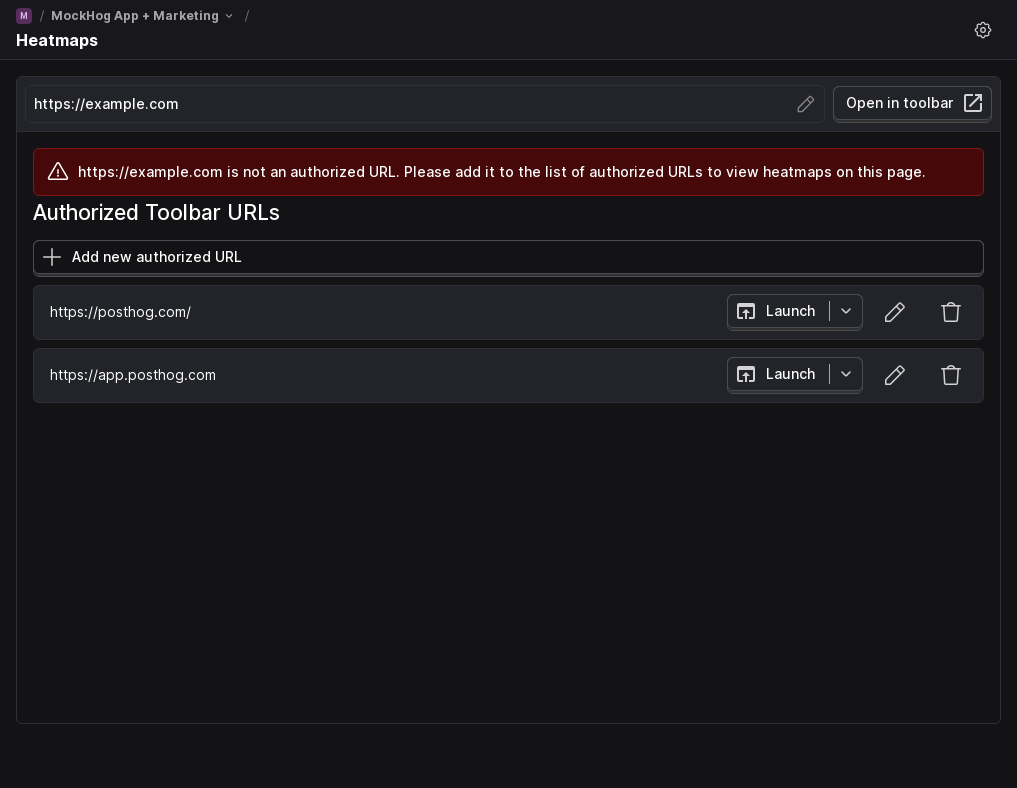 M / MockHog App + Marketing /
Heatmaps
https://example.com
Open in toolbar
https://example.com is not an authorized URL. Please add it to the list of authorized URLs to view heatmaps on this page.
Authorized Toolbar URLs
Add new authorized URL
https://posthog.com/
Launch
https://app.posthog.com
Launch